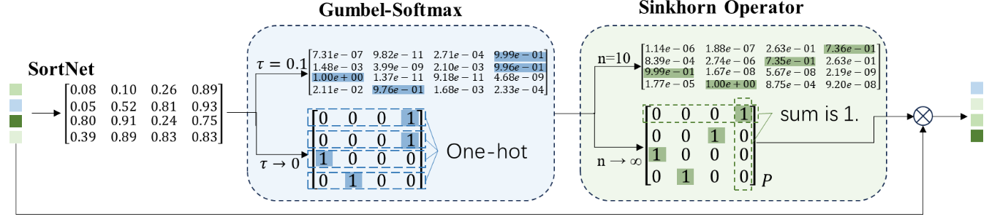 Gumbel-Softmax
Sinkhorn Operator
SortNet
0.08 0.10 0.26 0.89
0.05 0.52 0.81 0.93
0.80 0.91 0.24 0.75
0.39 0.89 0.83 0.83
τ = 0.1
7.31e − 07 9.82e − 11 2.71e − 04 9.99e − 01
1.48e − 03 3.99e − 09 2.10e − 03 9.96e − 01
1.00e + 00 1.37e − 11 9.18e − 11 4.68e − 09
2.11e − 02 9.76e − 01 1.68e − 03 2.33e − 04
τ → 0
0 0 0 1
0 0 0 1
1 0 0 0
0 1 0 0
One-hot
n=10
1.14e − 06 1.88e − 07 2.63e − 01 7.36e − 01
8.39e − 04 2.74e − 06 7.35e − 01 2.63e − 01
9.99e − 01 1.67e − 08 5.67e − 08 2.19e − 09
1.77e − 05 1.00e + 00 8.75e − 04 9.20e − 08
n → ∞
0 0 0 1
0 0 1 0
1 0 0 0
0 1 0 0
P
sum is 1.